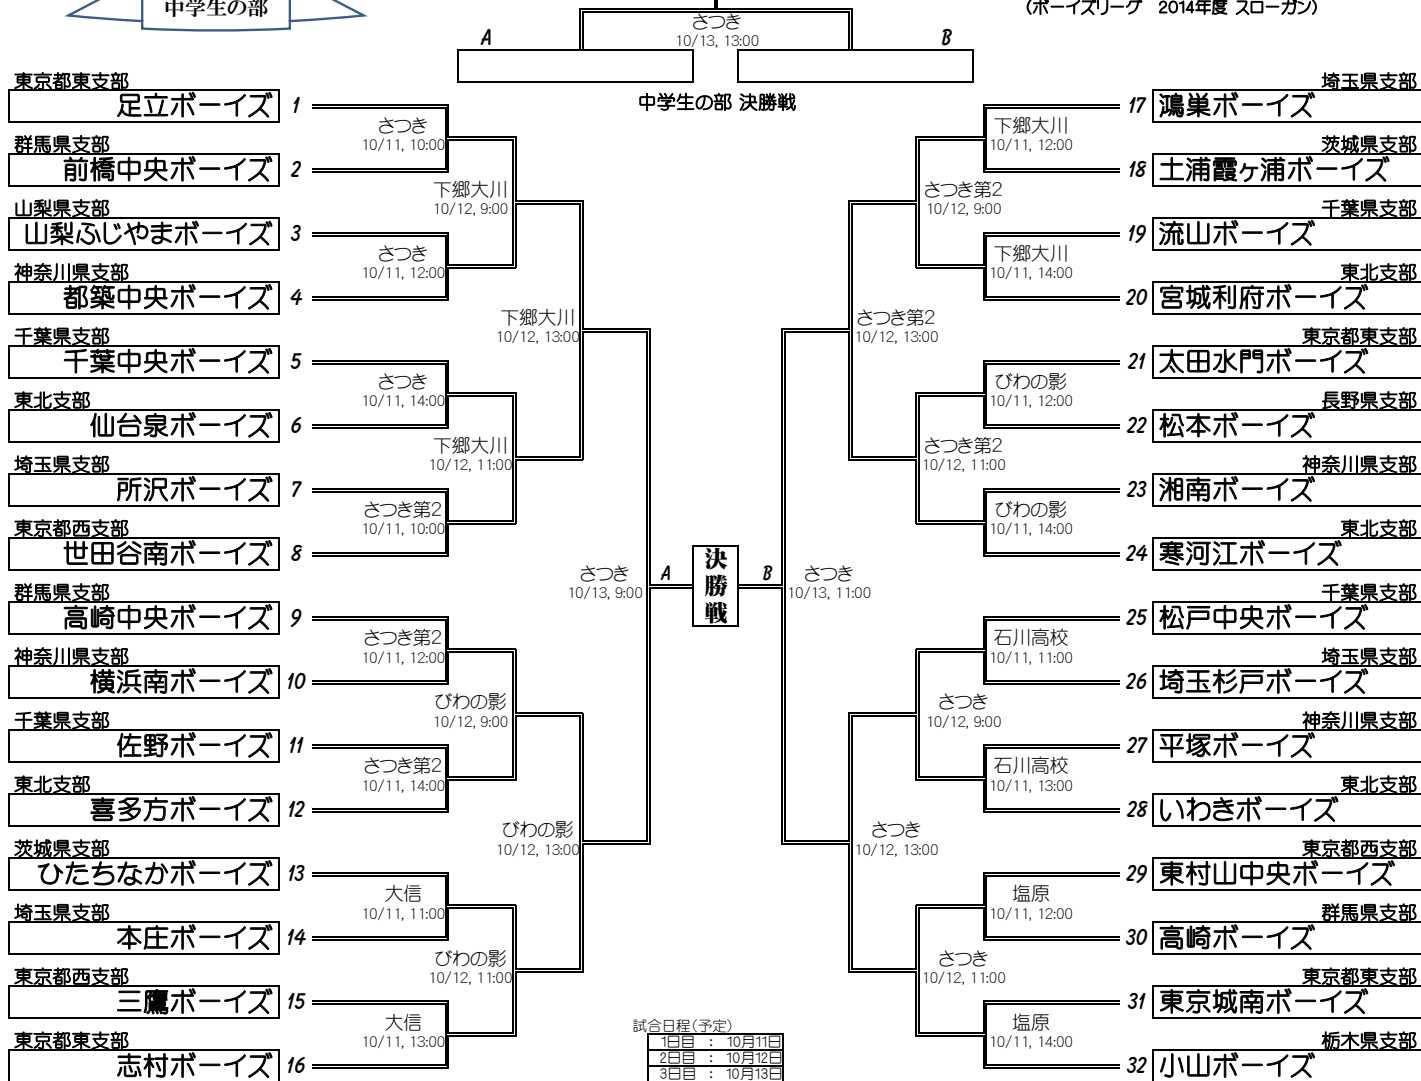 中学生の部
(ボーイズリーグ 2014年度 スローガン)
さつき
10/13, 13:00
A
B
中学生の部 決勝戦
東京都東支部
足立ボーイズ 1
群馬県支部
前橋中央ボーイズ 2
山梨県支部
山梨ふじやまボーイズ 3
神奈川県支部
都築中央ボーイズ 4
千葉県支部
千葉中央ボーイズ 5
東北支部
仙台泉ボーイズ 6
埼玉県支部
所沢ボーイズ 7
東京都西支部
世田谷南ボーイズ 8
群馬県支部
高崎中央ボーイズ 9
神奈川県支部
横浜南ボーイズ 10
千葉県支部
佐野ボーイズ 11
東北支部
喜多方ボーイズ 12
茨城県支部
ひたちなかボーイズ 13
埼玉県支部
本庄ボーイズ 14
東京都西支部
三鷹ボーイズ 15
東京都東支部
志村ボーイズ 16
さつき
10/11, 10:00
さつき
10/11, 12:00
さつき
10/11, 14:00
さつき第2
10/11, 10:00
さつき第2
10/11, 12:00
さつき第2
10/11, 14:00
大信
10/11, 11:00
大信
10/11, 13:00
下郷大川
10/12, 9:00
下郷大川
10/12, 11:00
びわの影
10/12, 9:00
びわの影
10/12, 11:00
下郷大川
10/12, 13:00
びわの影
10/12, 13:00
さつき
10/13, 9:00
A
決勝戦
B
さつき
10/13, 11:00
さつき第2
10/12, 13:00
さつき
10/12, 13:00
さつき第2
10/12, 9:00
さつき第2
10/12, 11:00
さつき
10/12, 9:00
さつき
10/12, 11:00
下郷大川
10/11, 12:00
下郷大川
10/11, 14:00
びわの影
10/11, 12:00
びわの影
10/11, 14:00
石川高校
10/11, 11:00
石川高校
10/11, 13:00
塩原
10/11, 12:00
塩原
10/11, 14:00
埼玉県支部
17 鴻巣ボーイズ
茨城県支部
18 土浦霞ヶ浦ボーイズ
千葉県支部
19 流山ボーイズ
東北支部
20 宮城利府ボーイズ
東京都東支部
21 太田水門ボーイズ
長野県支部
22 松本ボーイズ
神奈川県支部
23 湘南ボーイズ
東北支部
24 寒河江ボーイズ
千葉県支部
25 松戸中央ボーイズ
埼玉県支部
26 埼玉杉戸ボーイズ
神奈川県支部
27 平塚ボーイズ
東北支部
28 いわきボーイズ
東京都西支部
29 東村山中央ボーイズ
群馬県支部
30 高崎ボーイズ
東京都東支部
31 東京城南ボーイズ
栃木県支部
32 小山ボーイズ
試合日程(予定)
1日目 : 10月11日
2日目 : 10月12日
3日目 : 10月13日